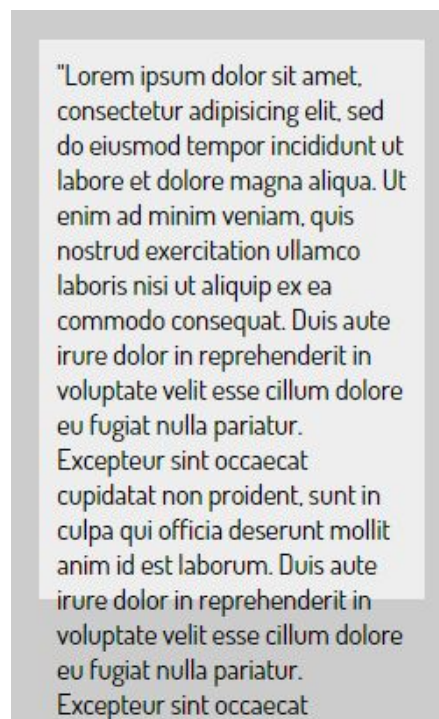 "Lorem ipsum dolor sit amet,
consectetur adipisicing elit, sed
do eiusmod tempor incididunt ut
labore et dolore magna aliqua. Ut
enim ad minim veniam, quis
nostrud exercitation ullamco
laboris nisi ut aliquip ex ea
commodo consequat. Duis aute
irure dolor in reprehenderit in
voluptate velit esse cillum dolore
eu fugiat nulla pariatur.
Excepteur sint occaecat
cupidatat non proident, sunt in
culpa qui officia deserunt mollit
anim id est laborum. Duis aute
irure dolor in reprehenderit in
voluptate velit esse cillum dolore
eu fugiat nulla pariatur.
Excepteur sint occaecat